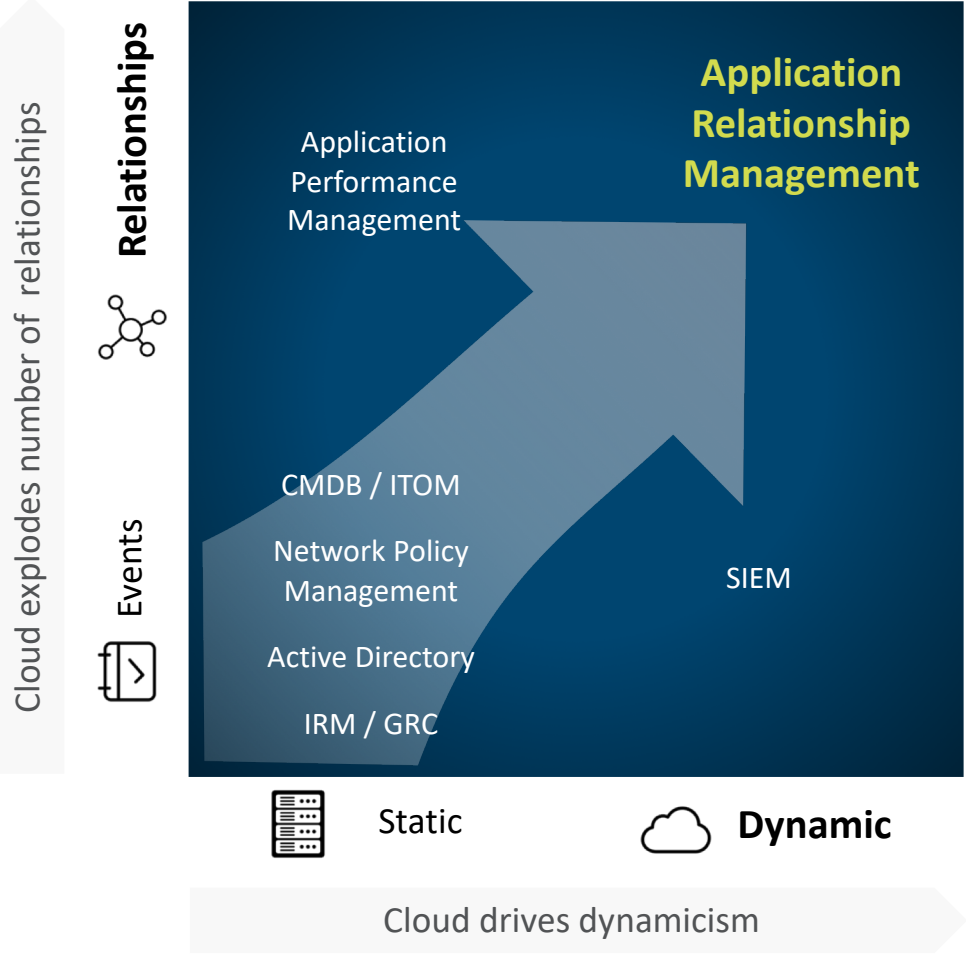 Cloud explodes number of relationships
Relationships
Events
Application
Relationship
Management
Application
Performance
Management
CMDB / ITOM
Network Policy
Management
SIEM
Active Directory
IRM / GRC
Static
Dynamic
Cloud drives dynamicism